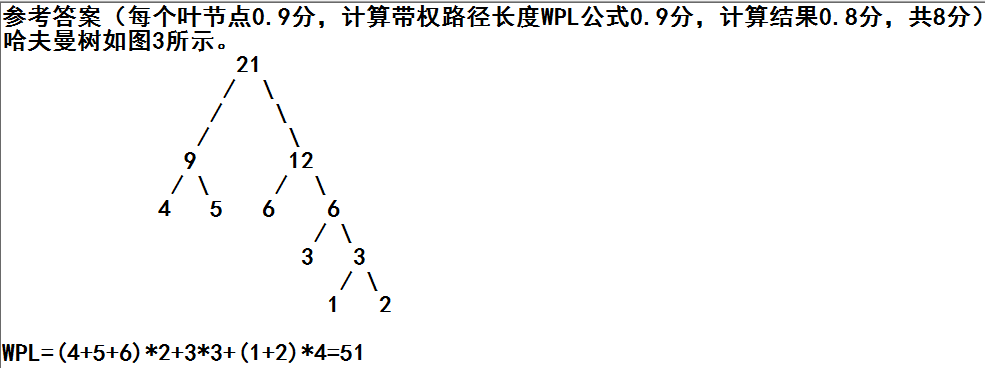 参考答案（每个叶节点0.9分，计算带权路径长度WPL公式0.9分，计算结果0.8分，共8分）
哈夫曼树如图3所示。
21
/ \
/ \
/ \
9 12
/ \ / \
4 5 6 6
/ \
3 3
/ \
1 2
WPL=(4+5+6)*2+3*3+(1+2)*4=51